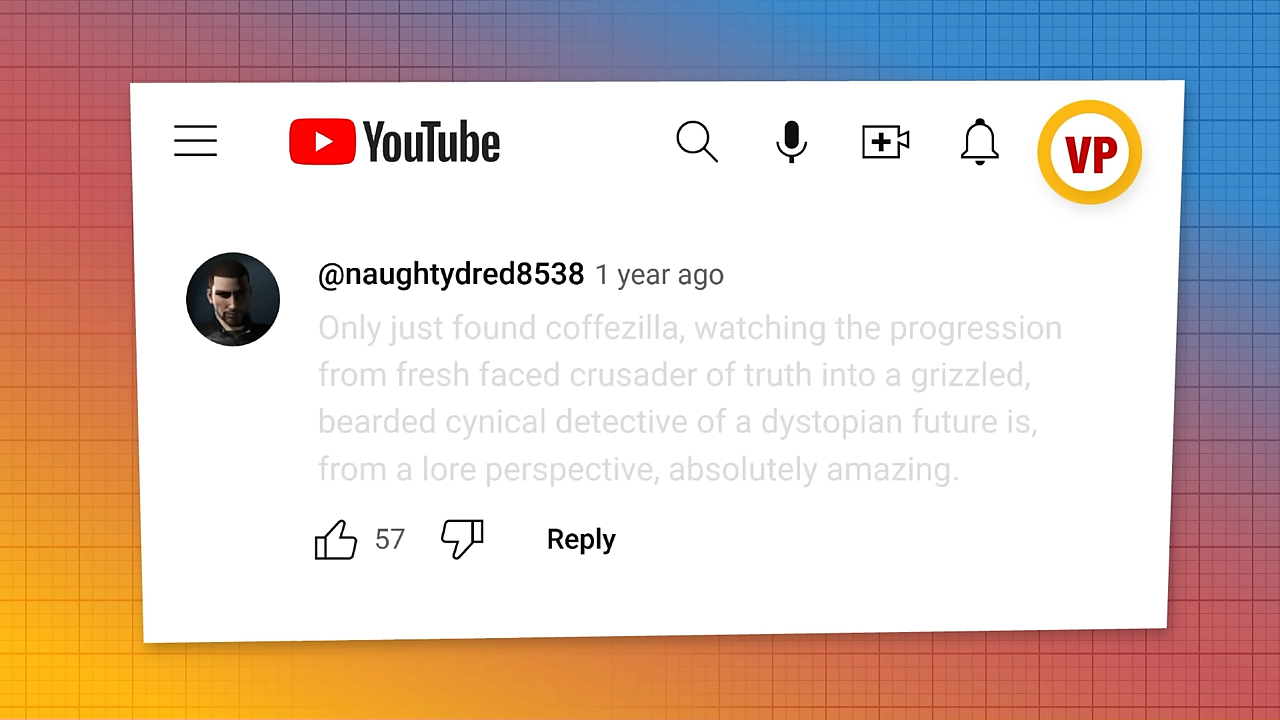 YouTube
VP
@naughtydred8538 1 year ago
Only just found coffezilla, watching the progression
from fresh faced crusader of truth into a grizzled,
bearded cynical detective of a dystopian future is,
from a lore perspective, absolutely amazing.
57 Reply